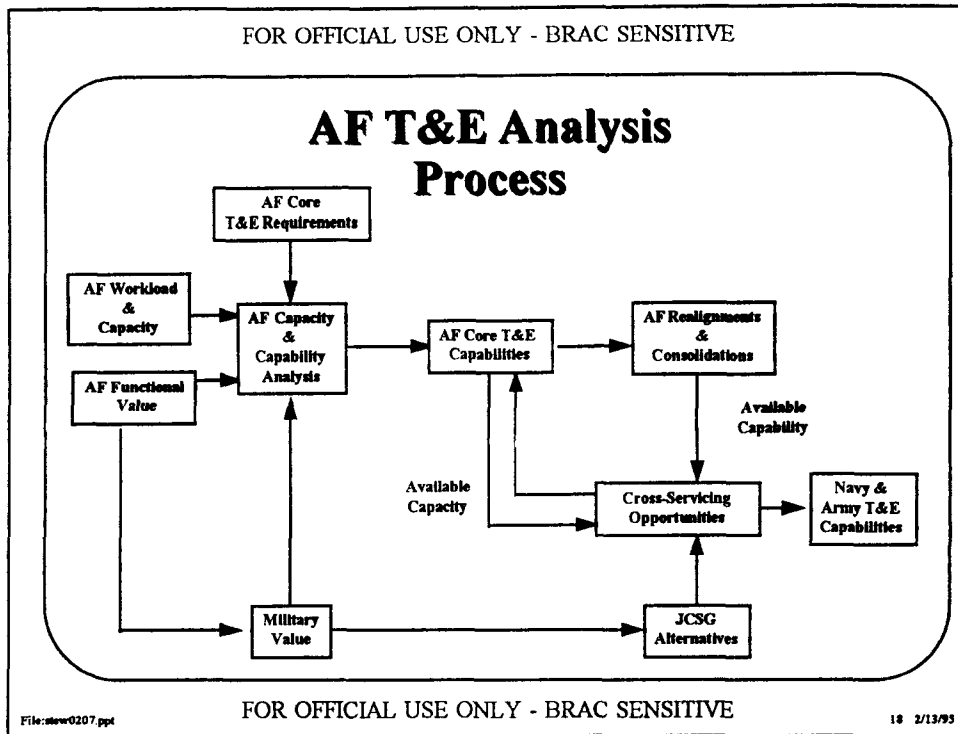 FOR OFFICIAL USE ONLY - BRAC SENSITIVE
AF T&E Analysis
Process
AF Core
T&E Requirements
AF Workload
&
Capacity
AF Capacity
&
Capability
Analysis
AF Core T&E
Capabilities
AF Realignments
&
Consolidations
AF Functional
Value
Available
Capability
Available
Capacity
Cross-Servicing
Opportunities
Navy &
Army T&E
Capabilities
Military
Value
JCSG
Alternatives
FOR OFFICIAL USE ONLY - BRAC SENSITIVE
File:stew0207.ppt
18 2/13/95